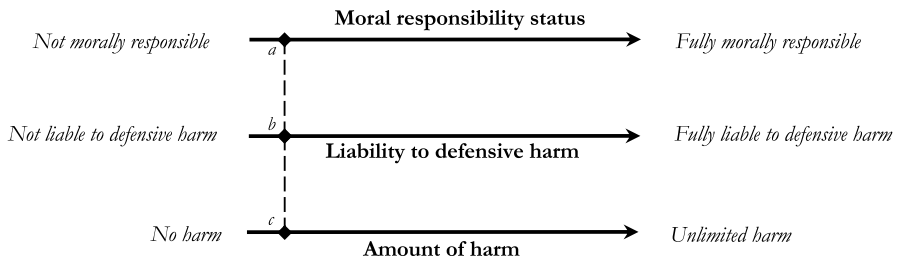 Moral responsibility status
Not morally responsible
a
Fully morally responsible
Not liable to defensive harm
b
Fully liable to defensive harm
Liability to defensive harm
No harm
c
Unlimited harm
Amount of harm